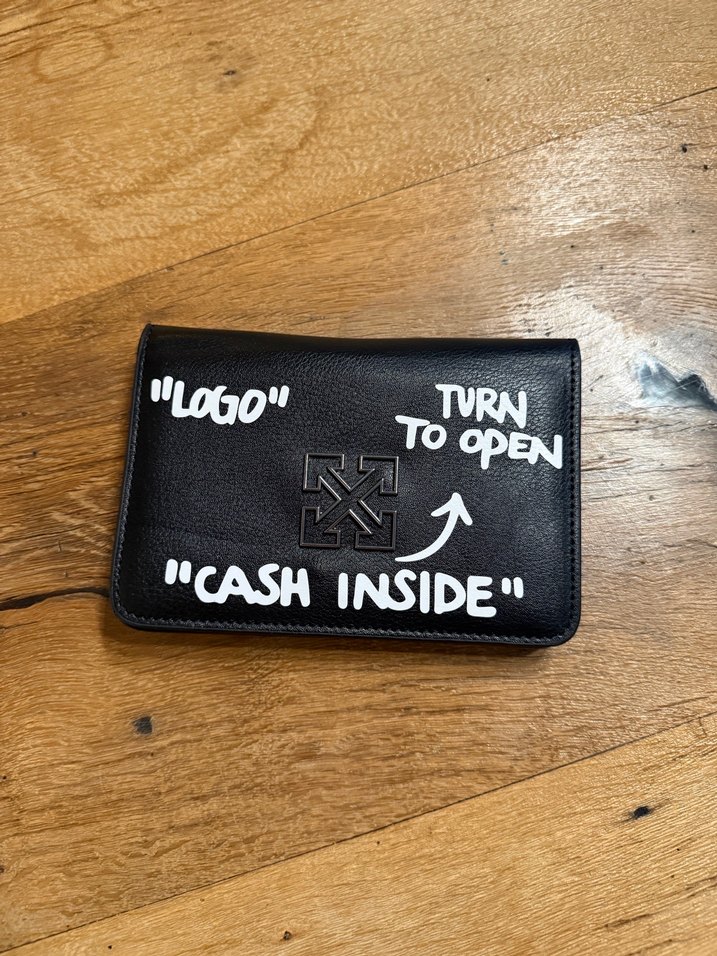 "LOGO"
TURN
TO OPEN
"CASH INSIDE"